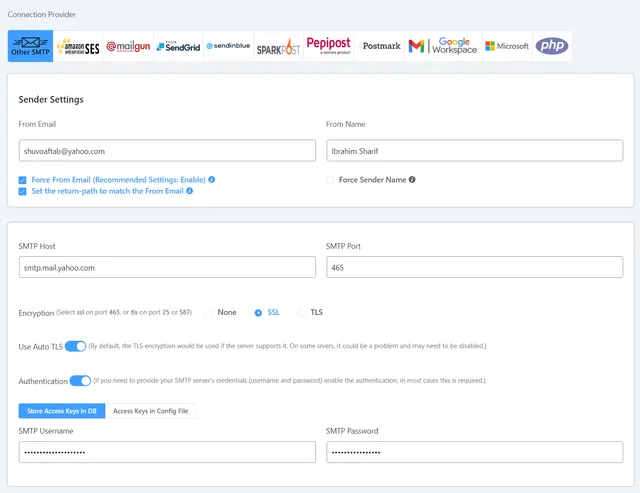 Connection Provider
Other SMTP
amazon webservices SES
mailgun
SendGrid
sendinblue
SPARKPOST
Pepipost
a netcore product
Postmark
Google Workspace
Microsoft
php
Sender Settings
From Email From Name
shuvoaftab@yahoo.com Ibrahim Sharif
Force From Email (Recommended Settings: Enable) Force Sender Name
Set the return-path to match the From Email
SMTP Host SMTP Port
smtp.mail.yahoo.com 465
Encryption (Select ssl on port 465, or tls on port 25 or 587) None SSL TLS
Use Auto TLS (By default, the TLS encryption would be used if the server supports it. On some srvers, it could be a problem and may need to be disabled.)
Authentication (If you need to provide your SMTP server's credentials (username and password) enable the authentication, in most cases this is required.)
Store Access Keys in DB Access Keys in Config File
SMTP Username SMTP Password